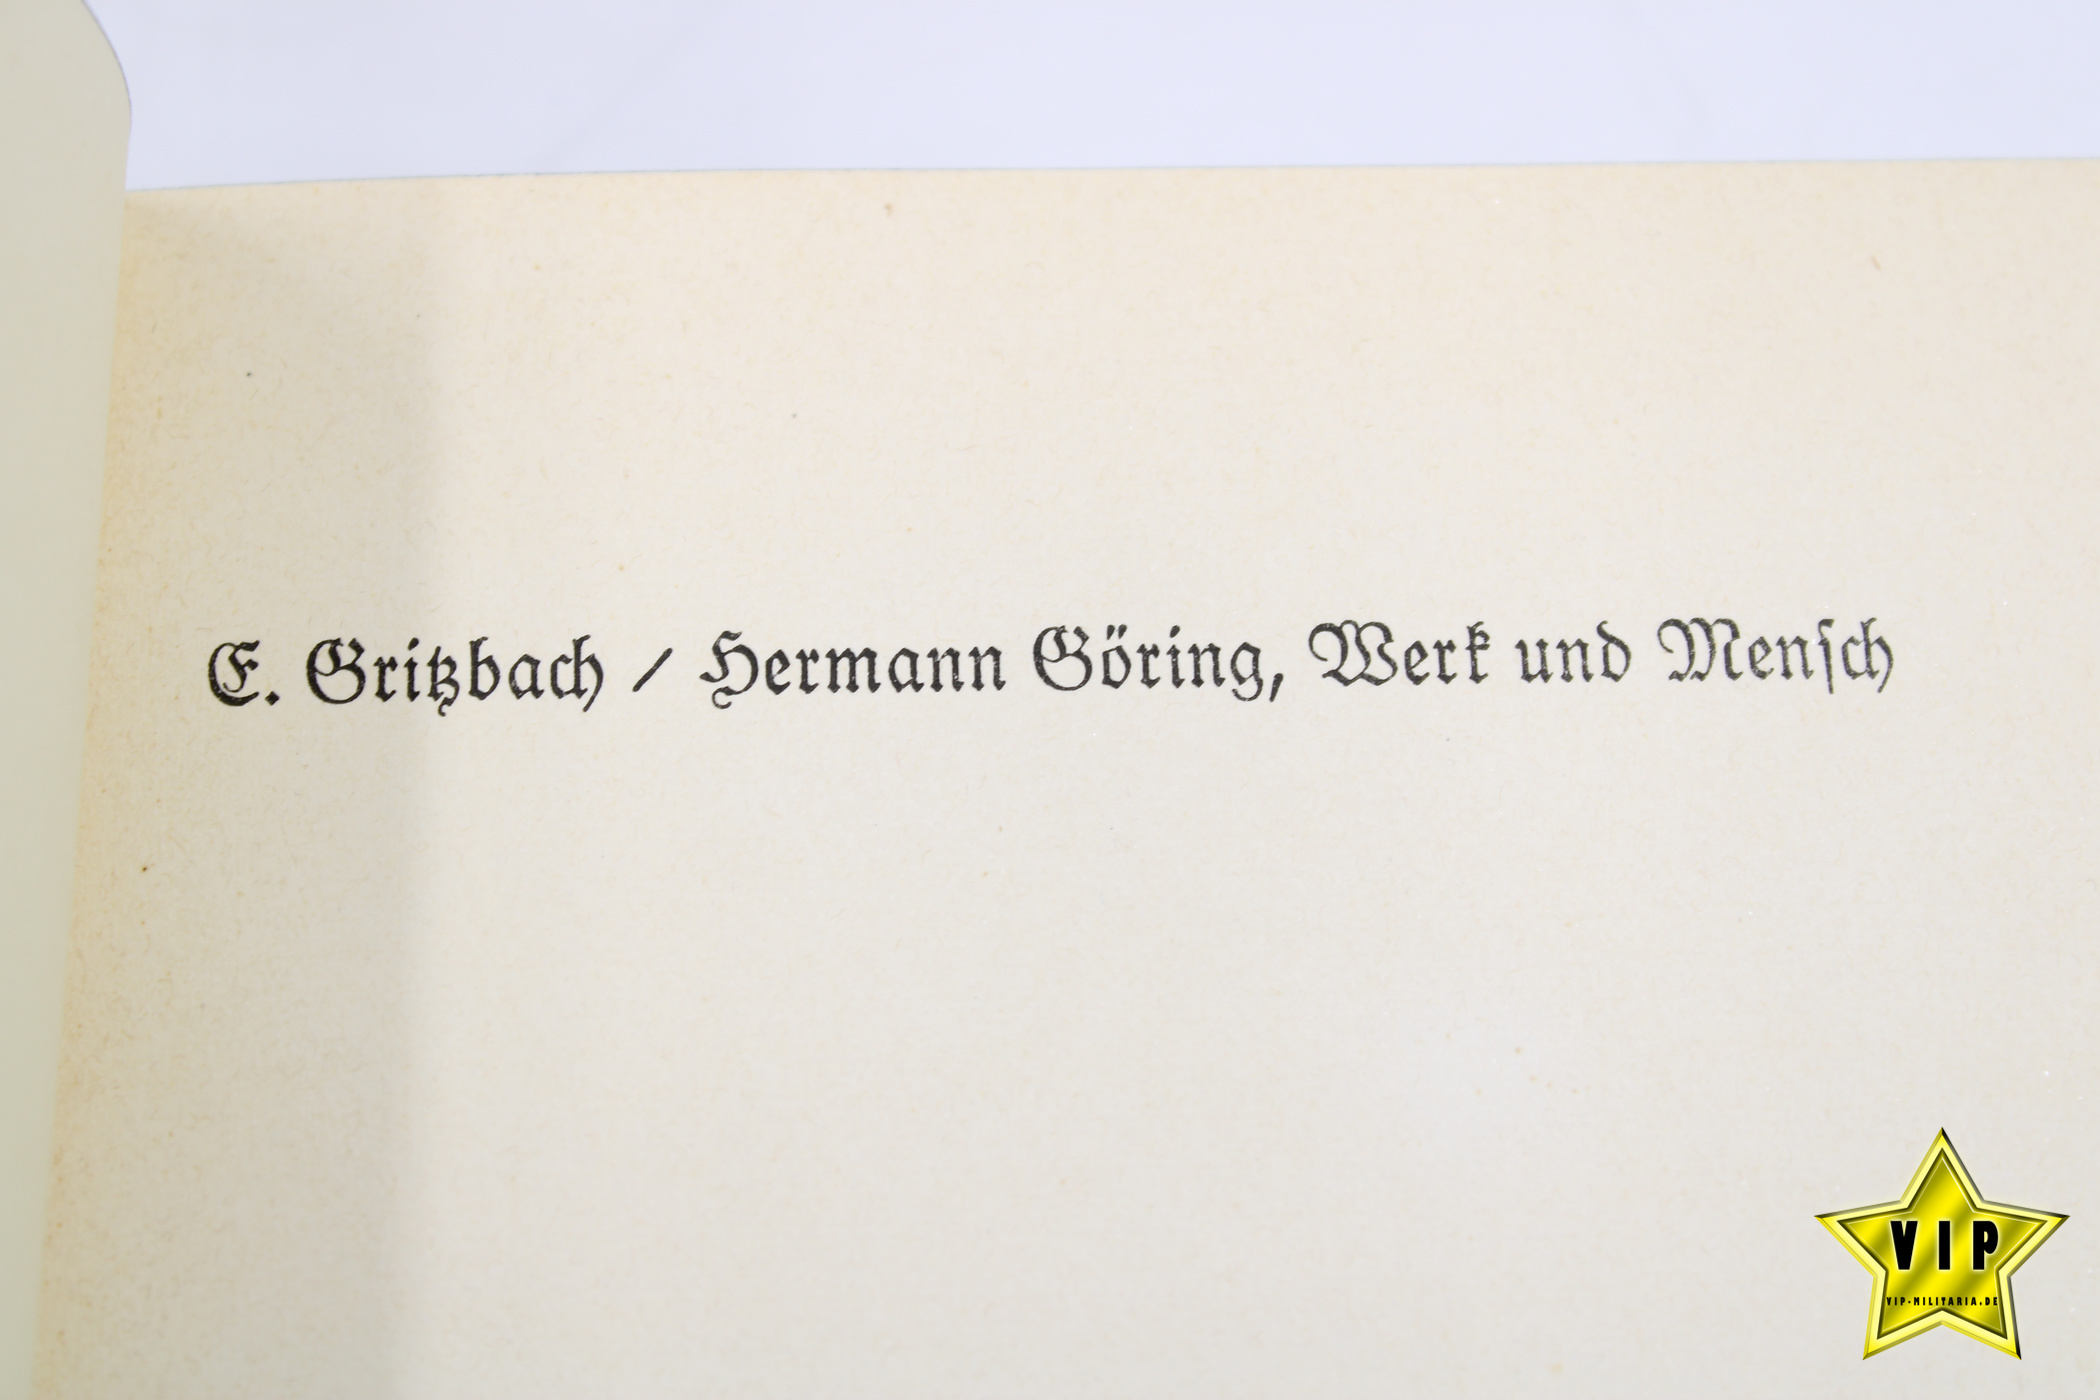 E. Gritzbach / Hermann Göring, Werk und Mensch
VIP
VIP-MILITARIA.DE